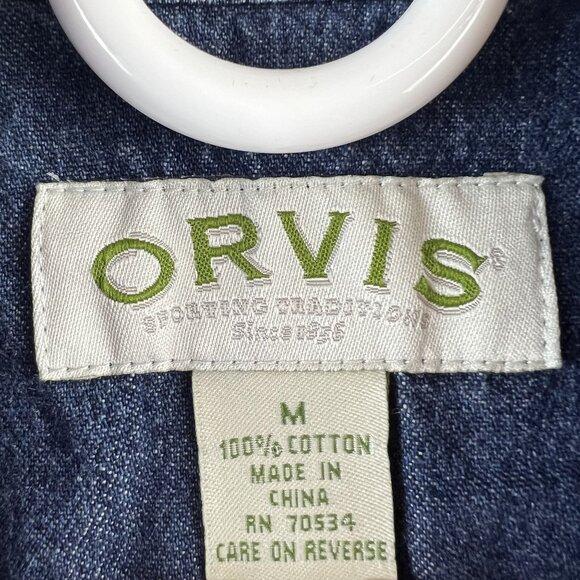 ORVIS®
SPORTING TRADITIONS
Since 1856
M
100% COTTON
MADE IN
CHINA
RN 70534
CARE ON REVERSE